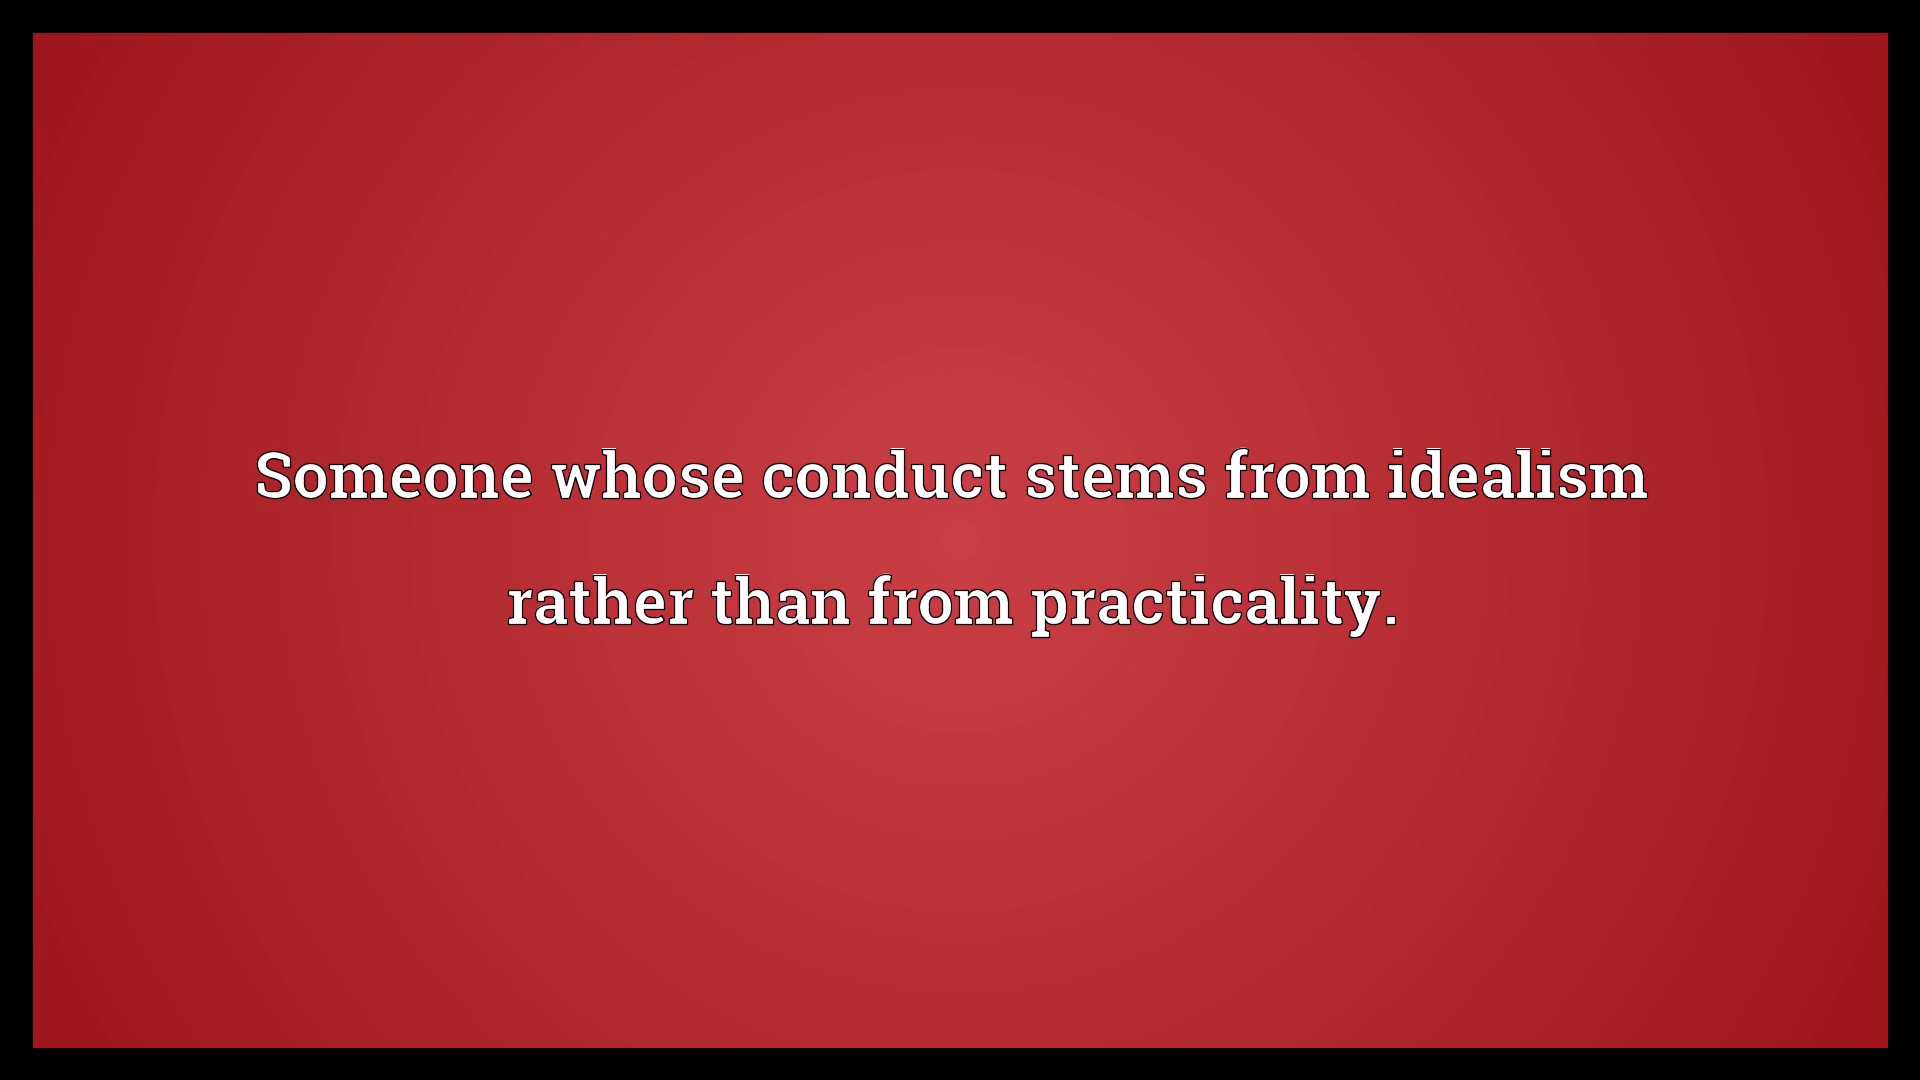 Someone whose conduct stems from idealism
rather than from practicality.